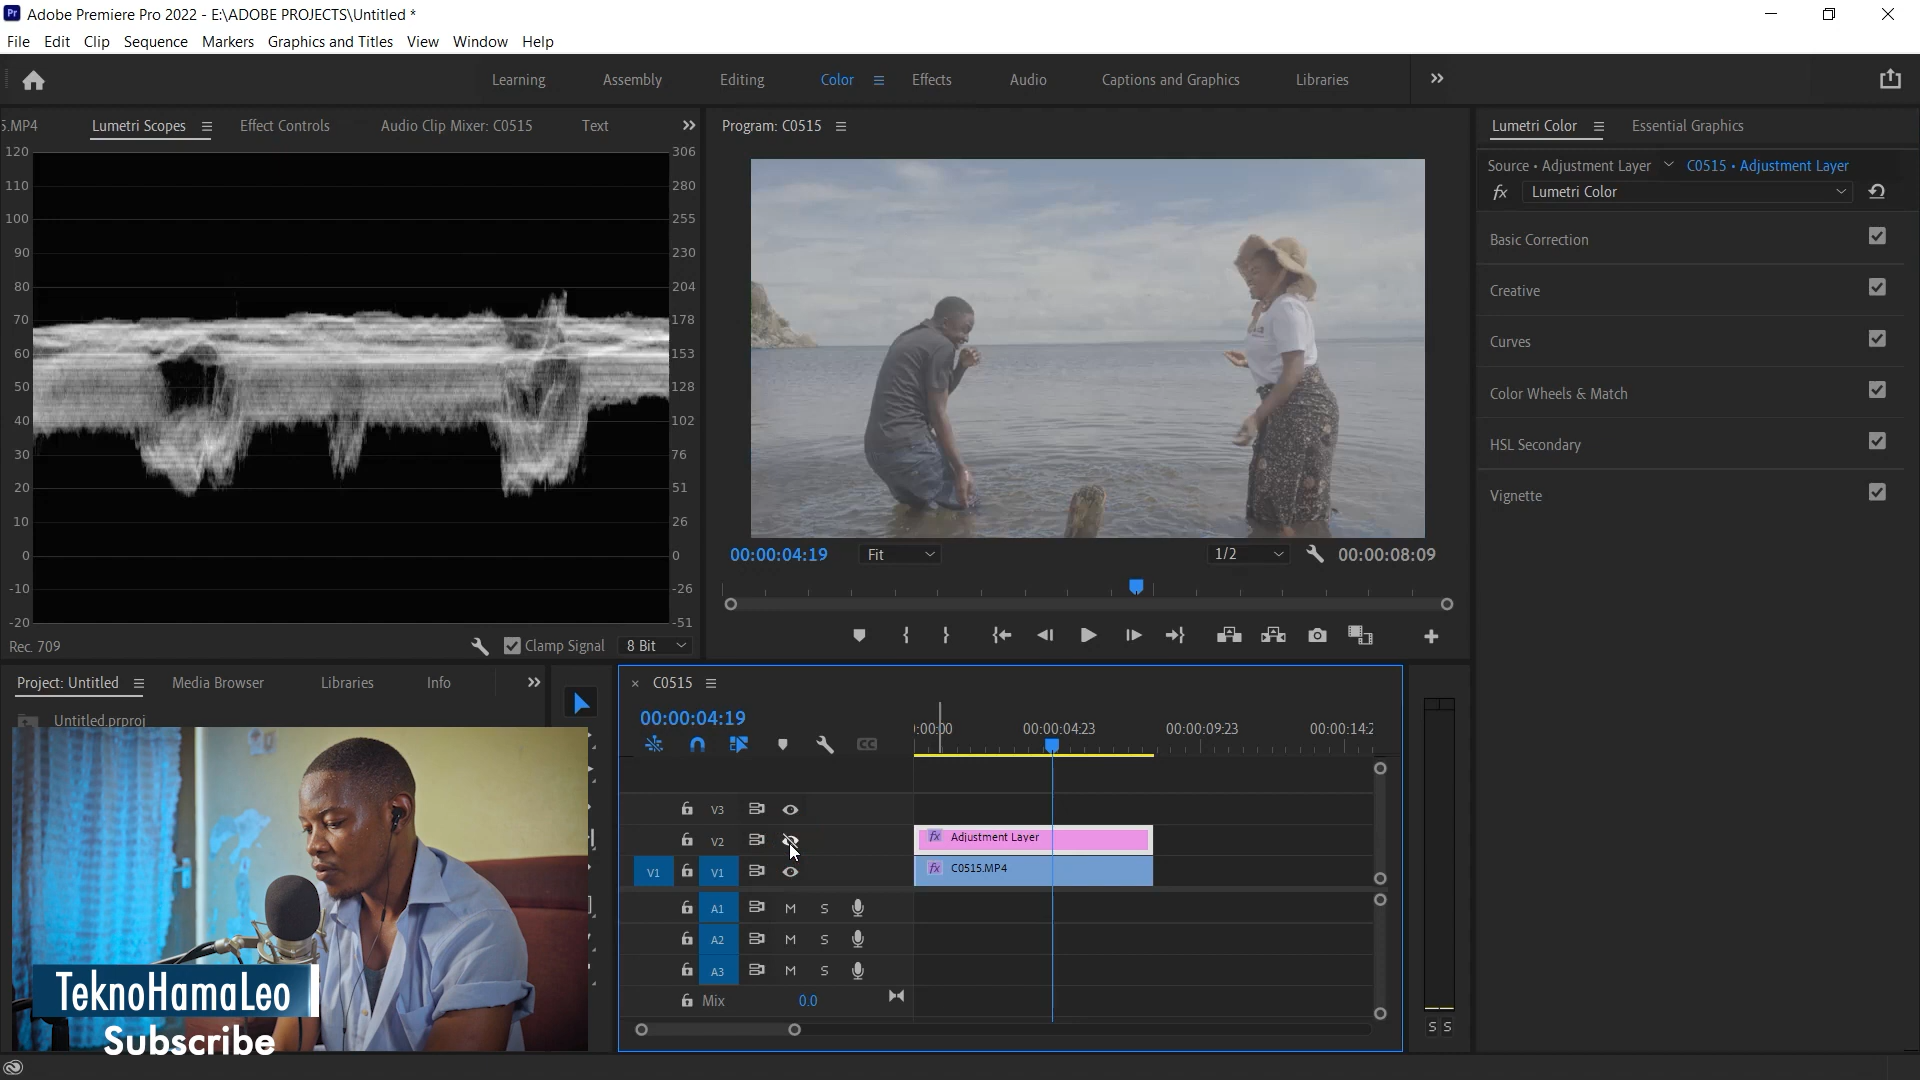 Pr Adobe Premiere Pro 2022 - E:\ADOBE PROJECTS\Untitled *
File Edit Clip Sequence Markers Graphics and Titles View Window Help
Learning Assembly Editing Color Effects Audio Captions and Graphics Libraries
5.MP4 Lumetri Scopes Effect Controls Audio Clip Mixer: C0515 Text
120 306
110 280
100 255
90 230
80 204
70 178
60 153
50 128
40 102
30 76
20 51
10 26
0 0
-10 -26
-20 -51
Rec. 709 Clamp Signal 8 Bit
Program: C0515
00:00:04:19 Fit 1/2 00:00:08:09
Lumetri Color Essential Graphics
Source • Adjustment Layer C0515 • Adjustment Layer
fx Lumetri Color
Basic Correction
Creative
Curves
Color Wheels & Match
HSL Secondary
Vignette
Project: Untitled Media Browser Libraries Info
Untitled.prproj
TeknoHamaLeo
Subscribe
× C0515
00:00:04:19
:00:00 00:00:04:23 00:00:09:23 00:00:14:2
CC
V3
V2 fx Adjustment Layer
V1 V1 fx C0515.MP4
A1 M S
A2 M S
A3 M S
Mix 0.0
S S